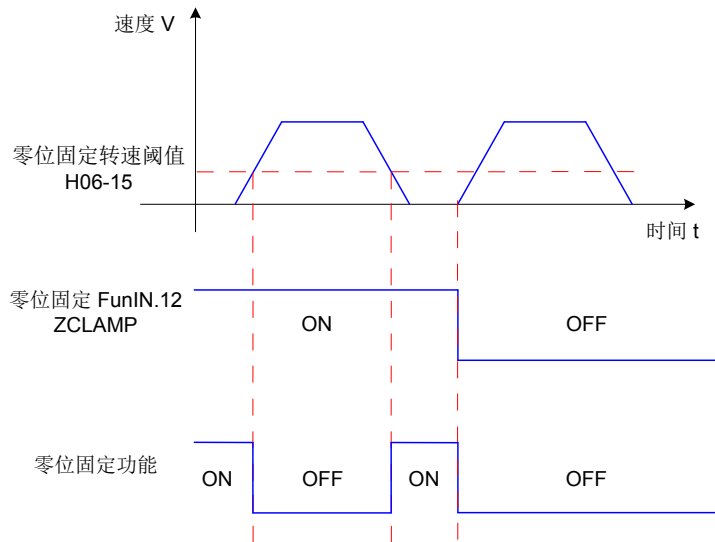 速度 V
零位固定转速阈值
H06-15
时间 t
零位固定 FunIN.12
ZCLAMP
ON
OFF
零位固定功能
ON
OFF
ON
OFF